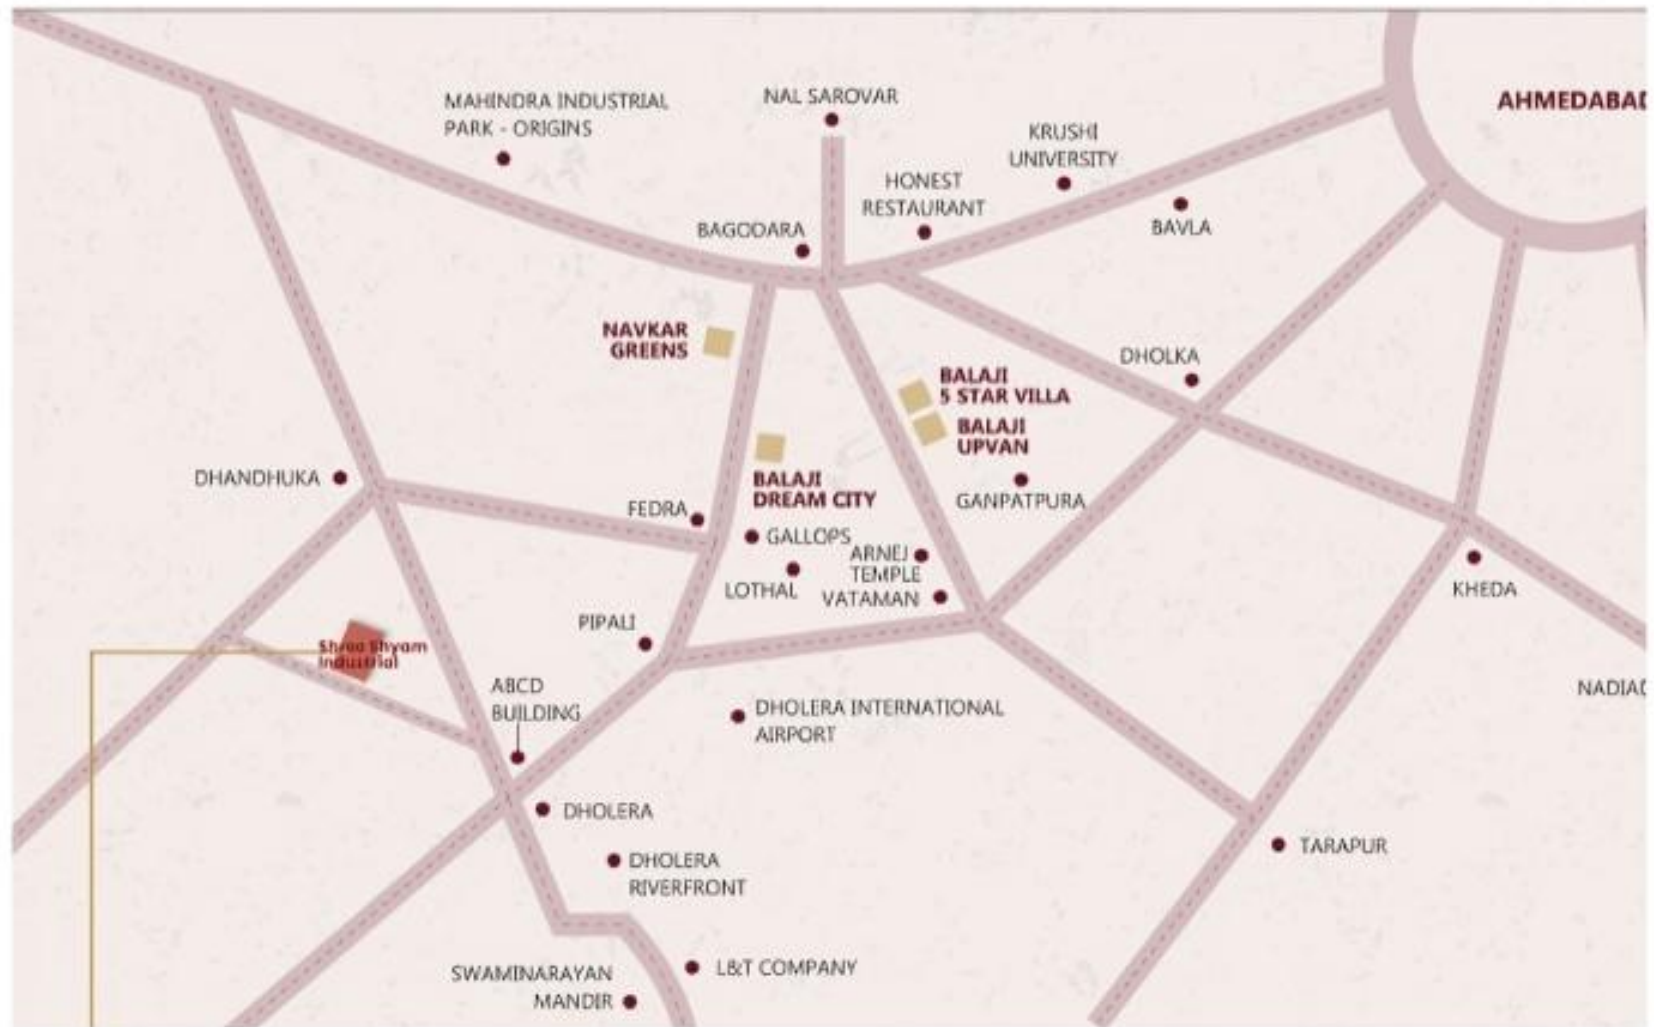 MAHINDRA INDUSTRIAL
PARK - ORIGINS
NAL SAROVAR
AHMEDABAD
KRUSHI
UNIVERSITY
HONEST
RESTAURANT
BAGODARA
BAVLA
NAVKAR
GREENS
DHOLKA
BALAJI
5 STAR VILLA
BALAJI
UPVAN
DHANDHUKA
BALAJI
DREAM CITY
GANPATPURA
FEDRA
GALLOPS
ARNEJ
TEMPLE
LOTHAL
VATAMAN
KHEDA
PIPALI
Shree Shyam
Industrial
ABCD
BUILDING
DHOLERA INTERNATIONAL
AIRPORT
NADIAD
DHOLERA
TARAPUR
DHOLERA
RIVERFRONT
SWAMINARAYAN
MANDIR
L&T COMPANY